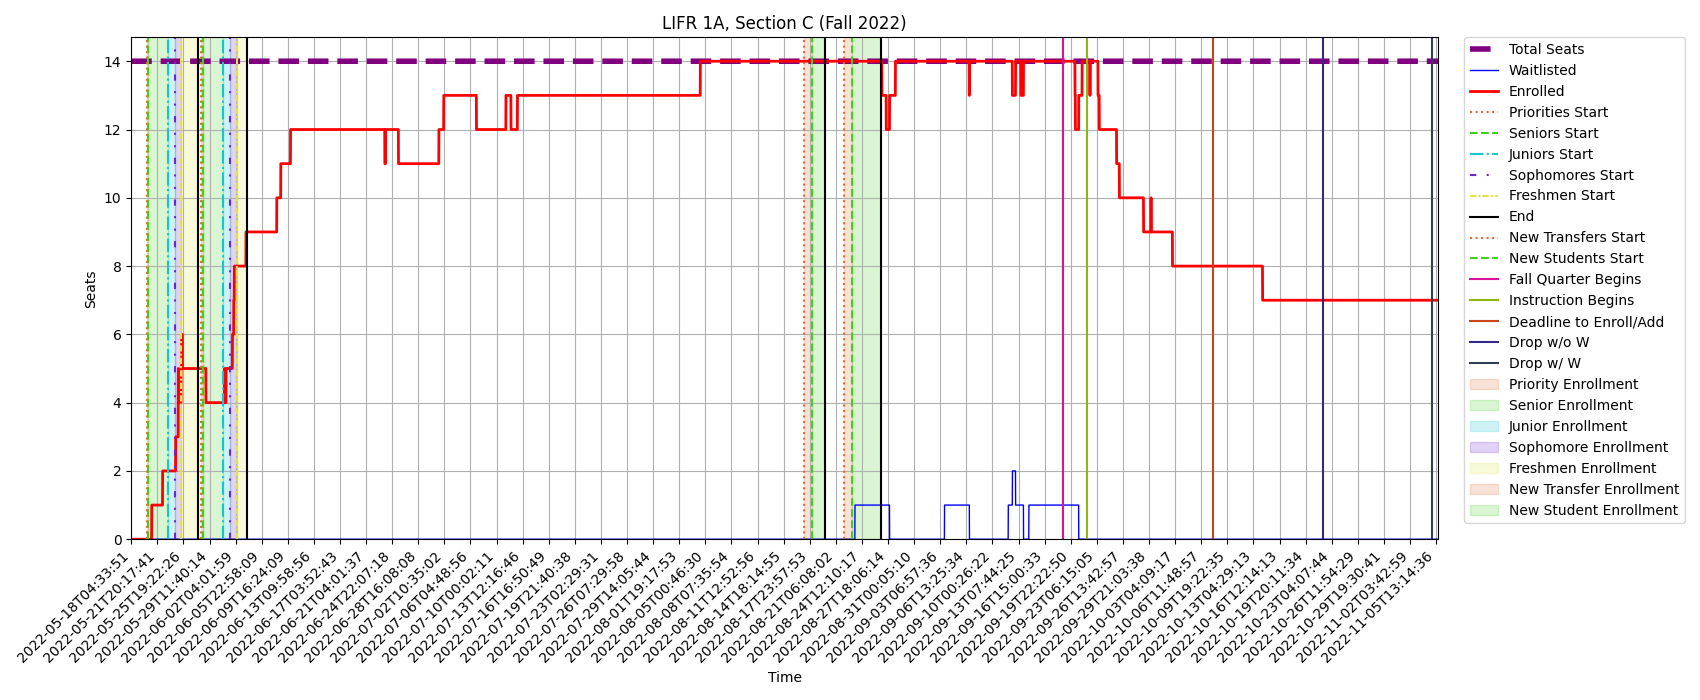 LIFR 1A, Section C (Fall 2022)
Seats
14
12
10
8
6
4
2
0
2022-05-18T04:33:51
2022-05-21T20:17:41
2022-05-25T19:22:26
2022-05-29T11:40:14
2022-06-02T04:01:59
2022-06-05T22:58:09
2022-06-09T16:24:09
2022-06-13T09:58:56
2022-06-17T03:52:43
2022-06-21T04:01:37
2022-06-24T22:07:18
2022-06-28T16:08:08
2022-07-02T10:35:02
2022-07-06T04:48:56
2022-07-10T00:02:11
2022-07-13T12:16:46
2022-07-16T16:50:49
2022-07-19T21:40:38
2022-07-23T02:29:31
2022-07-26T07:29:58
2022-07-29T14:05:44
2022-08-01T19:17:53
2022-08-05T00:46:30
2022-08-08T07:35:54
2022-08-11T12:52:56
2022-08-14T18:14:55
2022-08-17T23:57:53
2022-08-21T06:08:02
2022-08-24T12:10:17
2022-08-27T18:06:14
2022-08-31T00:05:10
2022-09-03T06:57:36
2022-09-06T13:25:34
2022-09-10T00:26:22
2022-09-13T07:44:25
2022-09-16T15:00:33
2022-09-19T22:22:50
2022-09-23T06:15:05
2022-09-26T13:42:57
2022-09-29T21:03:38
2022-10-03T04:09:17
2022-10-06T11:48:57
2022-10-09T19:22:35
2022-10-13T04:29:13
2022-10-16T12:14:13
2022-10-19T20:11:34
2022-10-23T04:07:44
2022-10-26T11:54:29
2022-10-29T19:30:41
2022-11-02T03:42:59
2022-11-05T13:14:36
Time
Total Seats
Waitlisted
Enrolled
Priorities Start
Seniors Start
Juniors Start
Sophomores Start
Freshmen Start
End
New Transfers Start
New Students Start
Fall Quarter Begins
Instruction Begins
Deadline to Enroll/Add
Drop w/o W
Drop w/ W
Priority Enrollment
Senior Enrollment
Junior Enrollment
Sophomore Enrollment
Freshmen Enrollment
New Transfer Enrollment
New Student Enrollment